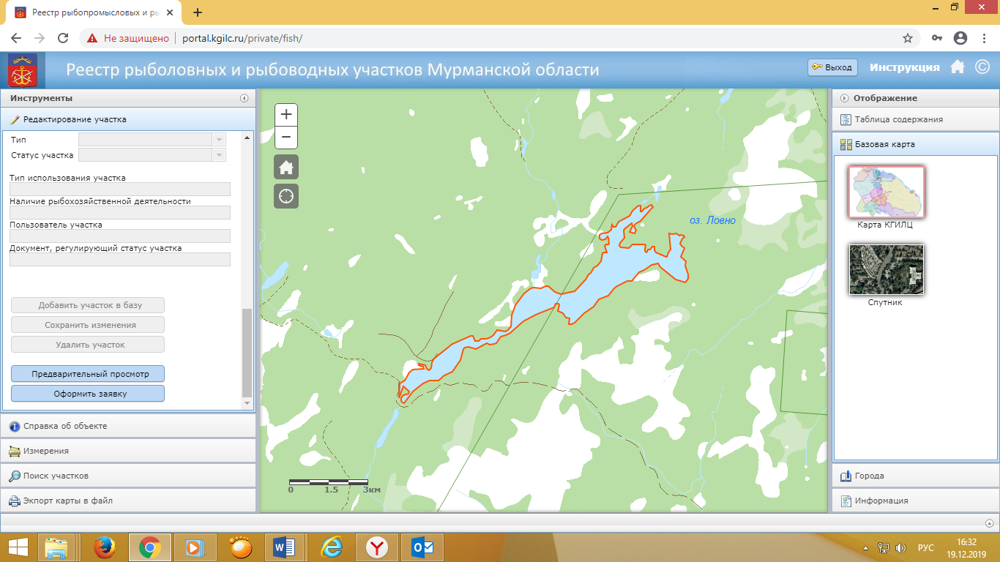 Реестр рыбопромысловых и ры
Не защищено
portal.kgilc.ru/private/fish/
Реестр рыболовных и рыбоводных участков Мурманской области
Выход
Инструкция
Инструменты
Редактирование участка
Тип
Статус участка
Тип использования участка
Наличие рыбохозяйственной деятельности
Пользователь участка
Документ, регулирующий статус участка
Добавить участок в базу
Сохранить изменения
Удалить участок
Предварительный просмотр
Оформить заявку
Справка об объекте
Измерения
Поиск участков
Экспорт карты в файл
+
−
оз. Ловно
0 1.5 3км
Отображение
Таблица содержания
Базовая карта
Карта КГИЛЦ
Спутник
Города
Информация
РУС
16:32
19.12.2019